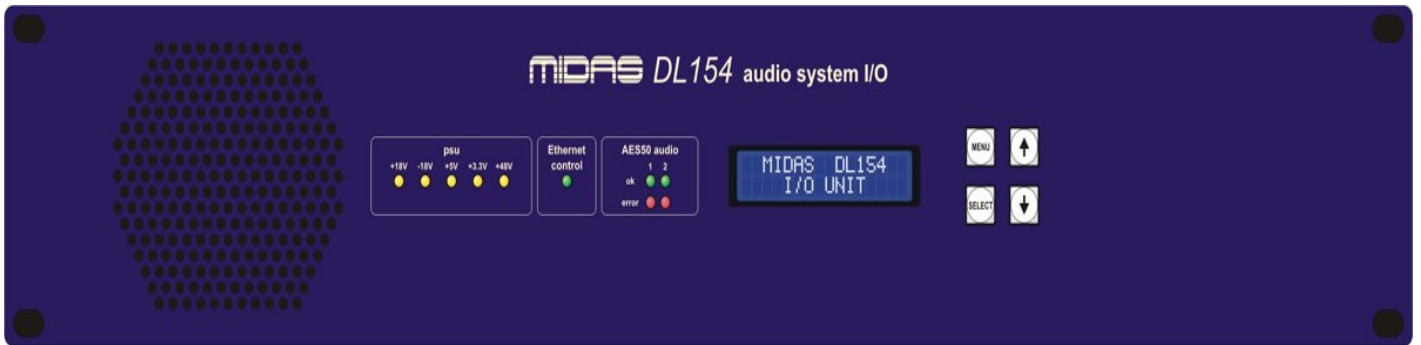 MIDAS DL154 audio system I/O
psu
+18V -18V +5V +3.3V +48V
Ethernet
control
AES50 audio
1 2
ok
error
MIDAS DL154
I/O UNIT
MENU
SELECT